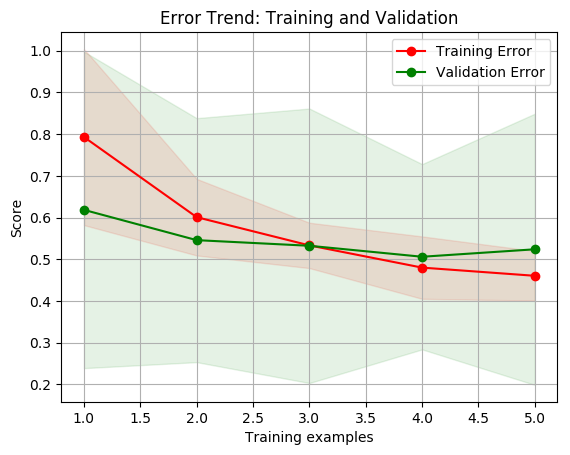 Error Trend: Training and Validation
Training Error
Validation Error
Score
1.0
0.9
0.8
0.7
0.6
0.5
0.4
0.3
0.2
1.0 1.5 2.0 2.5 3.0 3.5 4.0 4.5 5.0
Training examples